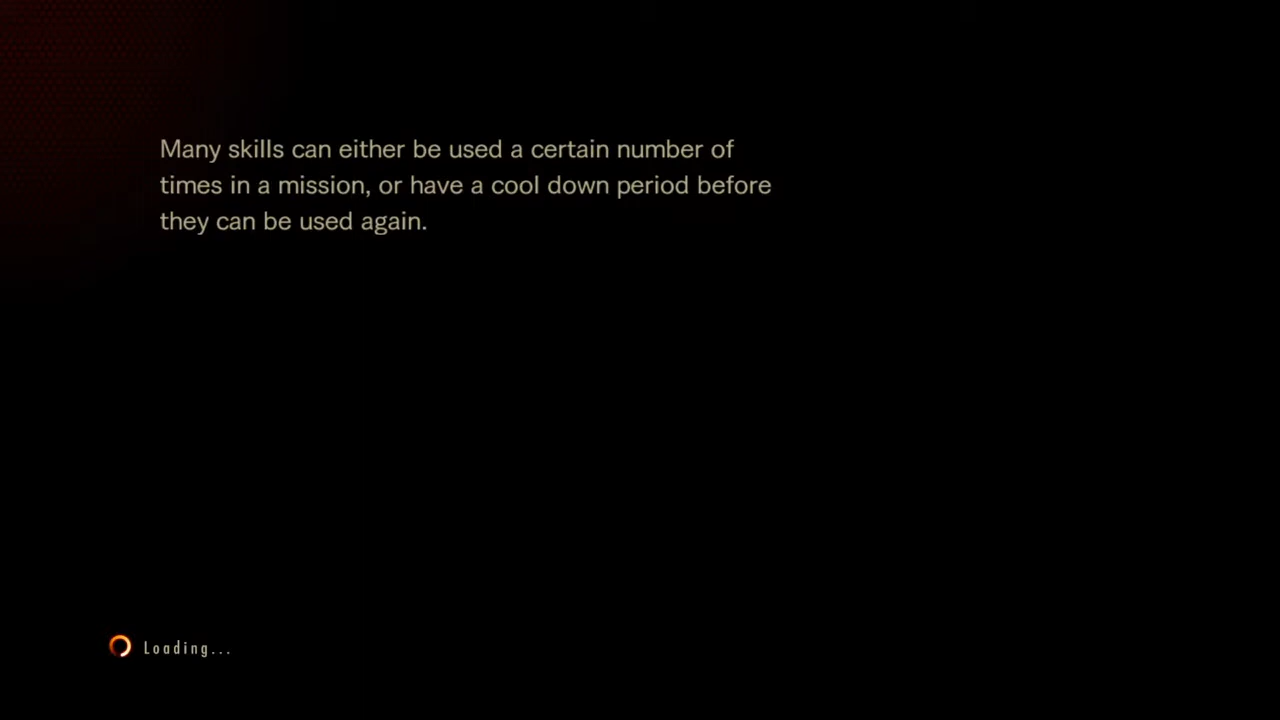 Many skills can either be used a certain number of
times in a mission, or have a cool down period before
they can be used again.
Loading...